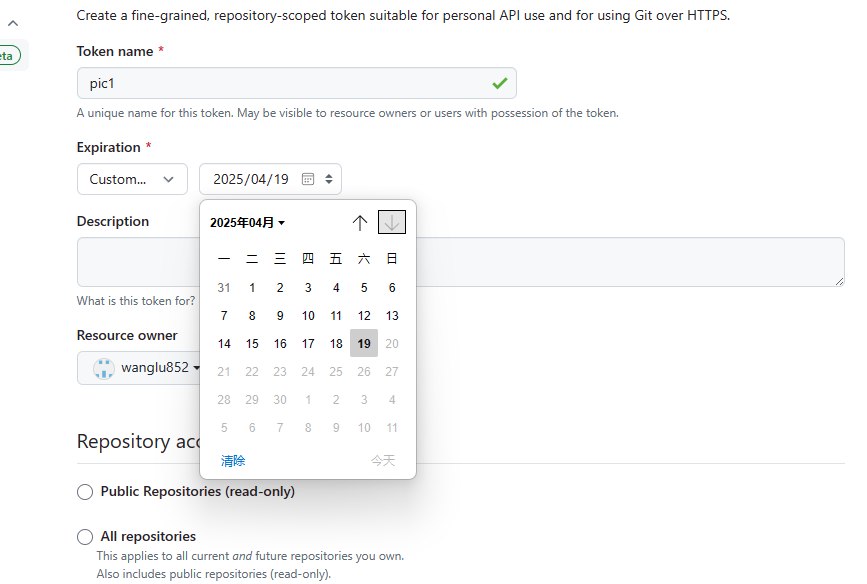 Create a fine-grained, repository-scoped token suitable for personal API use and for using Git over HTTPS.
eta
Token name *
pic1
A unique name for this token. May be visible to resource owners or users with possession of the token.
Expiration *
Custom... 2025/04/19
Description
2025年04月
一 二 三 四 五 六 日
31 1 2 3 4 5 6
7 8 9 10 11 12 13
14 15 16 17 18 19 20
21 22 23 24 25 26 27
28 29 30 1 2 3 4
5 6 7 8 9 10 11
清除 今天
What is this token for?
Resource owner
wanglu852
Repository acc
Public Repositories (read-only)
All repositories
This applies to all current and future repositories you own.
Also includes public repositories (read-only).